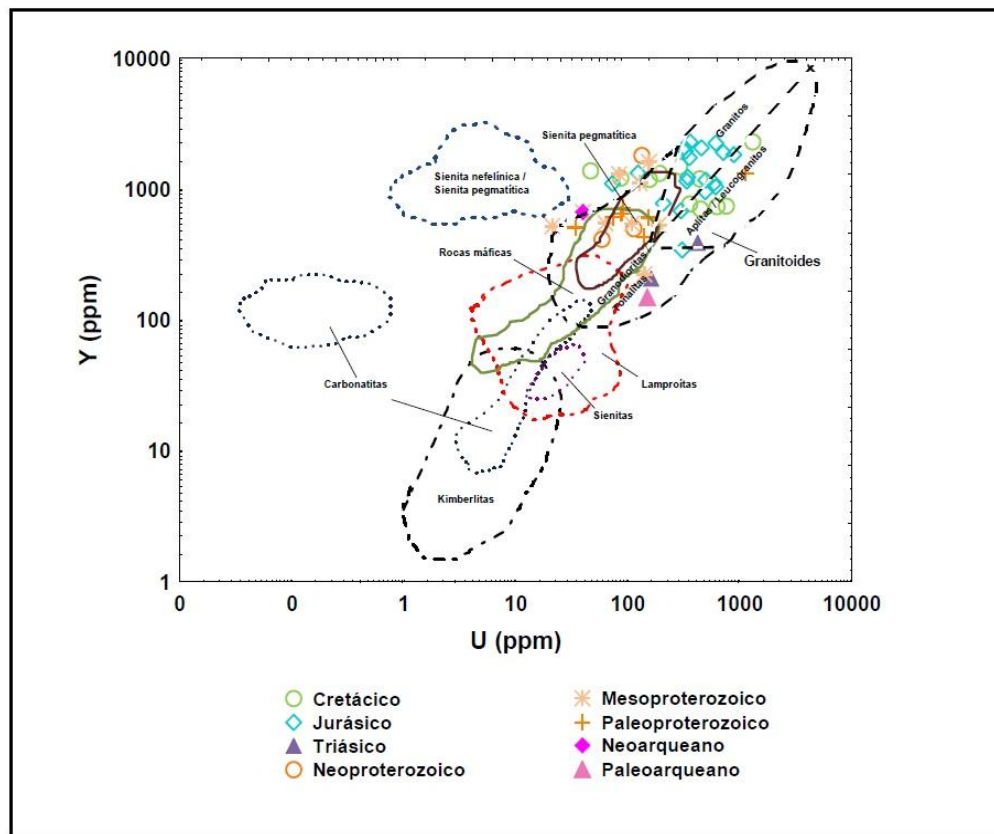 10000
1000
100
10
1
Y (ppm)
Sienita pegmatítica
Granitos
Sienita nefelínica /
Sienita pegmatítica
Aplitas / Leucogranitos
Rocas máficas
Granodioritas
Granitoides
Carbonatitas
Lamproítas
Sienitas
Kimberlitas
0 0 1 10 100 1000 10000
U (ppm)
Cretácico
Jurásico
Triásico
Neoproterozoico
Mesoproterozoico
Paleoproterozoico
Neoarqueano
Paleoarqueano